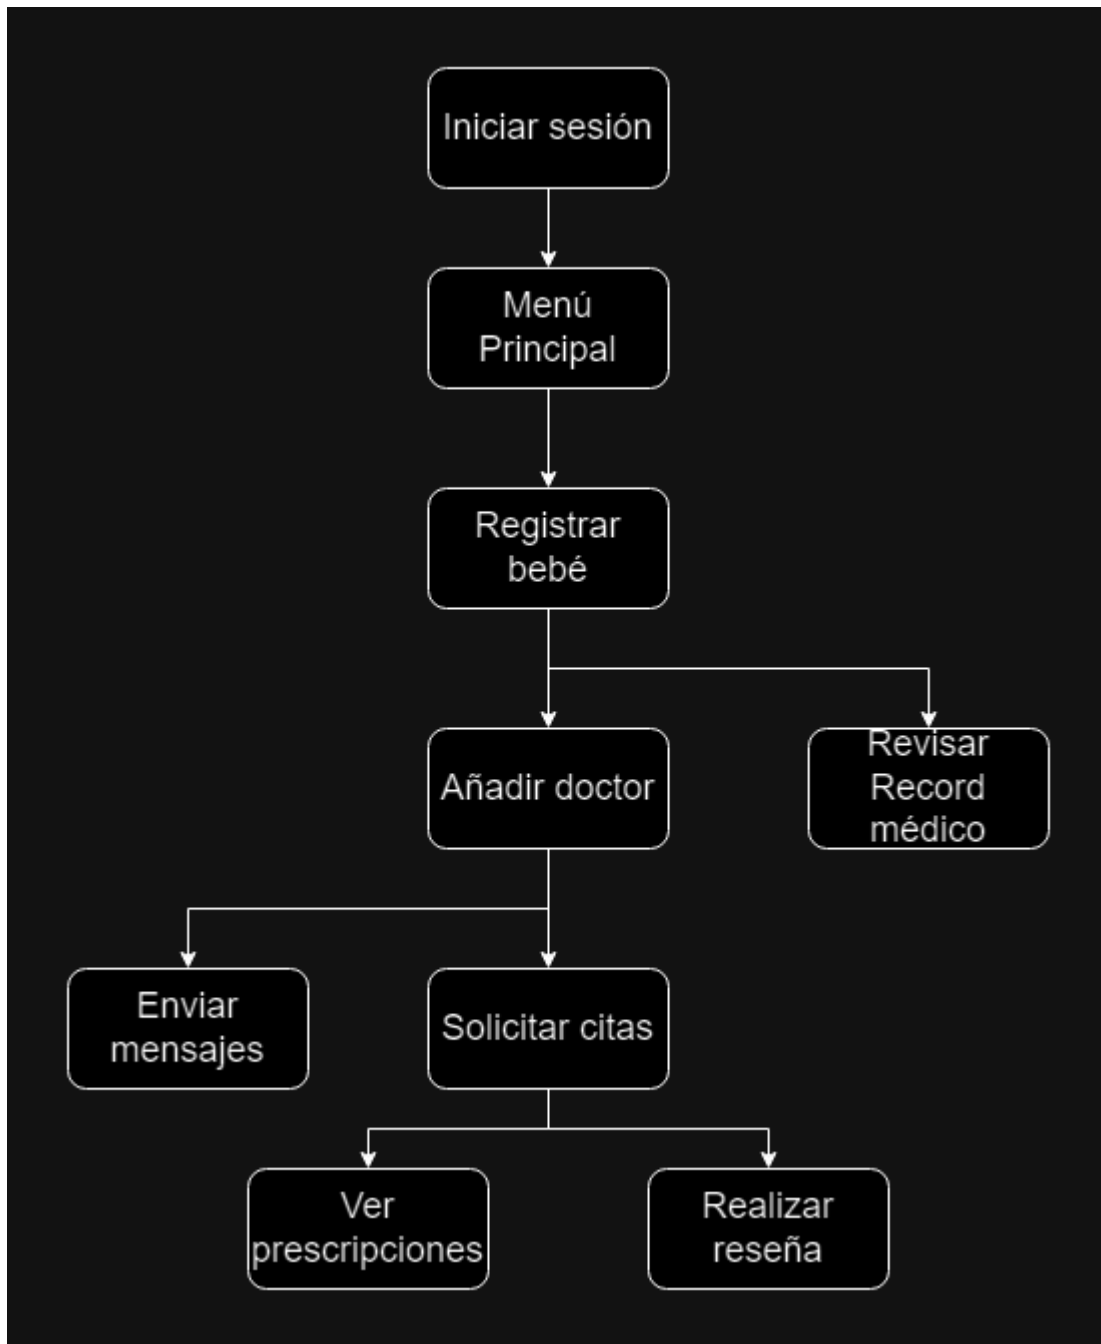 Iniciar sesión
Menú
Principal
Registrar
bebé
Añadir doctor
Revisar
Record
médico
Enviar
mensajes
Solicitar citas
Ver
prescripciones
Realizar
reseña